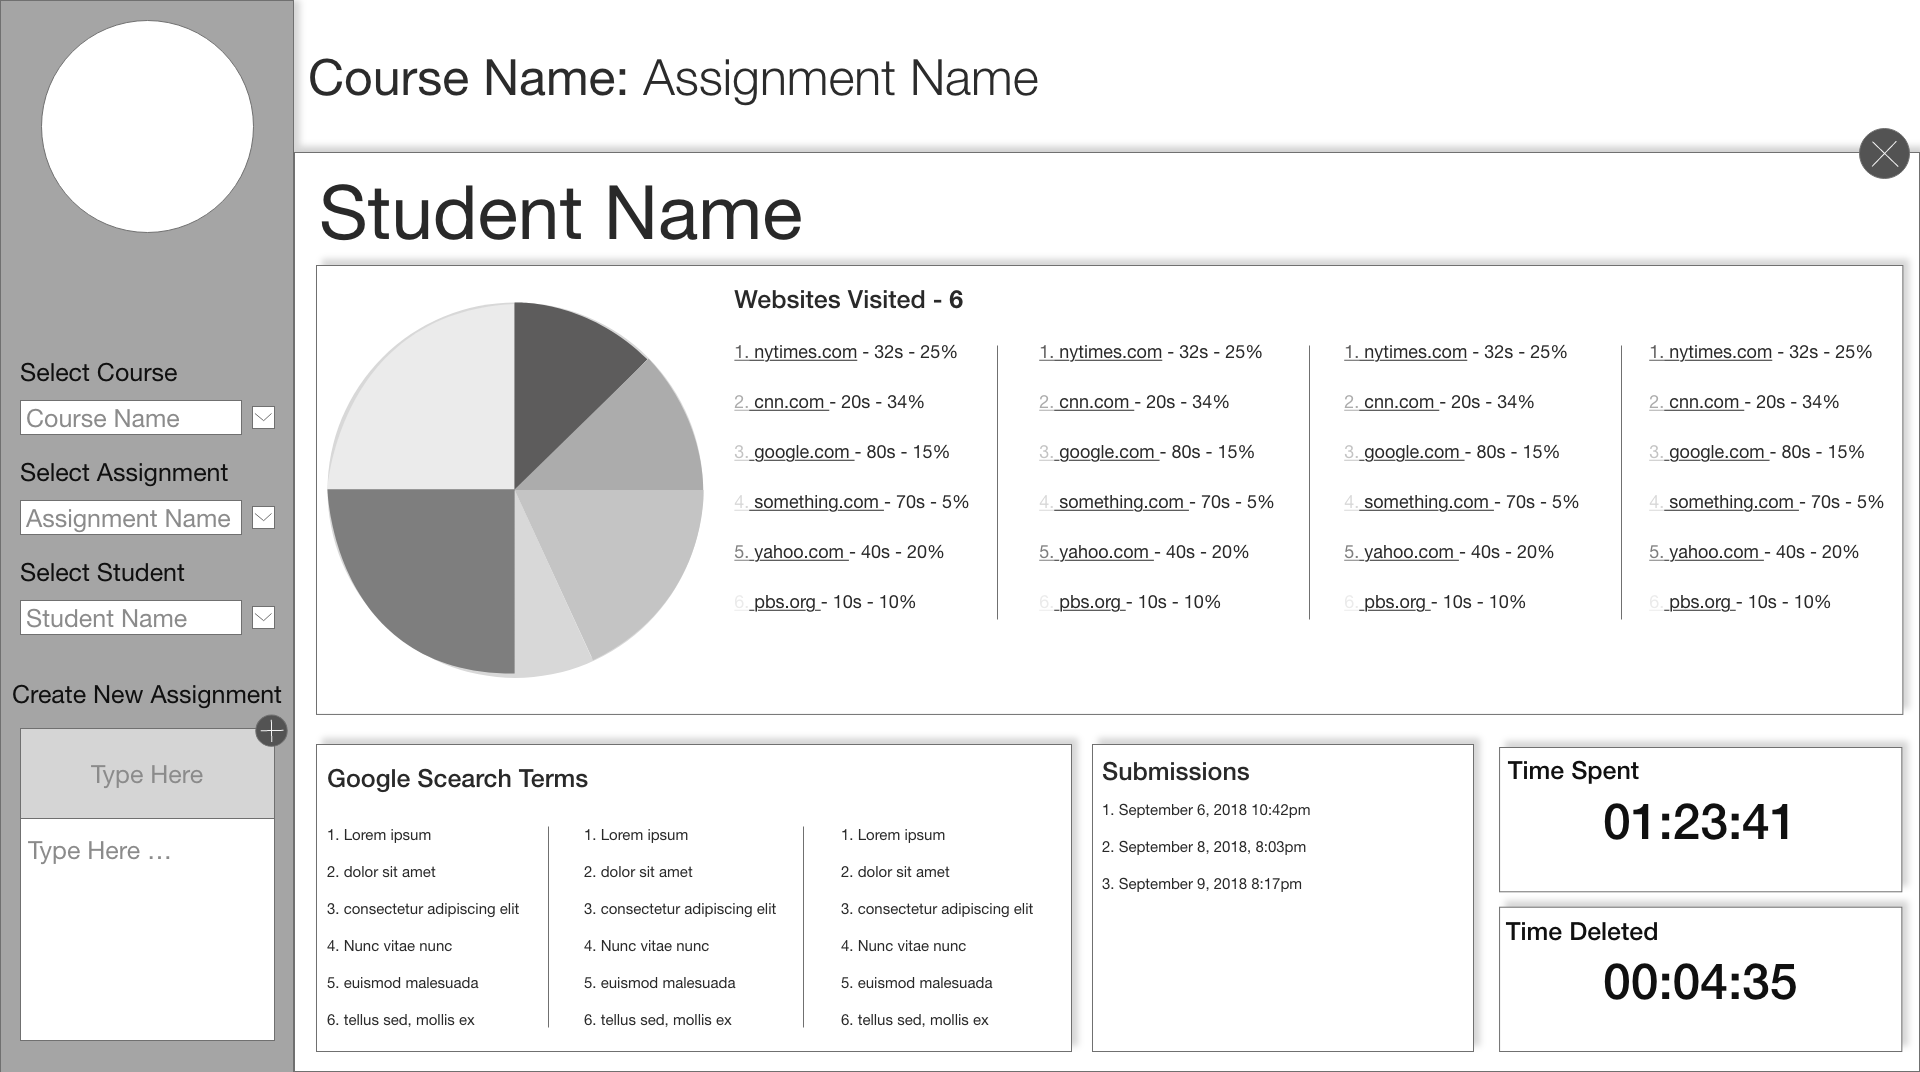 Course Name: Assignment Name
Select Course
Course Name
Select Assignment
Assignment Name
Select Student
Student Name
Create New Assignment
Type Here
Type Here ...
Student Name
Websites Visited - 6
1. nytimes.com - 32s - 25%
2. cnn.com - 20s - 34%
3. google.com - 80s - 15%
4. something.com - 70s - 5%
5. yahoo.com - 40s - 20%
6. pbs.org - 10s - 10%
1. nytimes.com - 32s - 25%
2. cnn.com - 20s - 34%
3. google.com - 80s - 15%
4. something.com - 70s - 5%
5. yahoo.com - 40s - 20%
6. pbs.org - 10s - 10%
1. nytimes.com - 32s - 25%
2. cnn.com - 20s - 34%
3. google.com - 80s - 15%
4. something.com - 70s - 5%
5. yahoo.com - 40s - 20%
6. pbs.org - 10s - 10%
1. nytimes.com - 32s - 25%
2. cnn.com - 20s - 34%
3. google.com - 80s - 15%
4. something.com - 70s - 5%
5. yahoo.com - 40s - 20%
6. pbs.org - 10s - 10%
Google Scearch Terms
1. Lorem ipsum
2. dolor sit amet
3. consectetur adipiscing elit
4. Nunc vitae nunc
5. euismod malesuada
6. tellus sed, mollis ex
1. Lorem ipsum
2. dolor sit amet
3. consectetur adipiscing elit
4. Nunc vitae nunc
5. euismod malesuada
6. tellus sed, mollis ex
1. Lorem ipsum
2. dolor sit amet
3. consectetur adipiscing elit
4. Nunc vitae nunc
5. euismod malesuada
6. tellus sed, mollis ex
Submissions
1. September 6, 2018 10:42pm
2. September 8, 2018, 8:03pm
3. September 9, 2018 8:17pm
Time Spent
01:23:41
Time Deleted
00:04:35